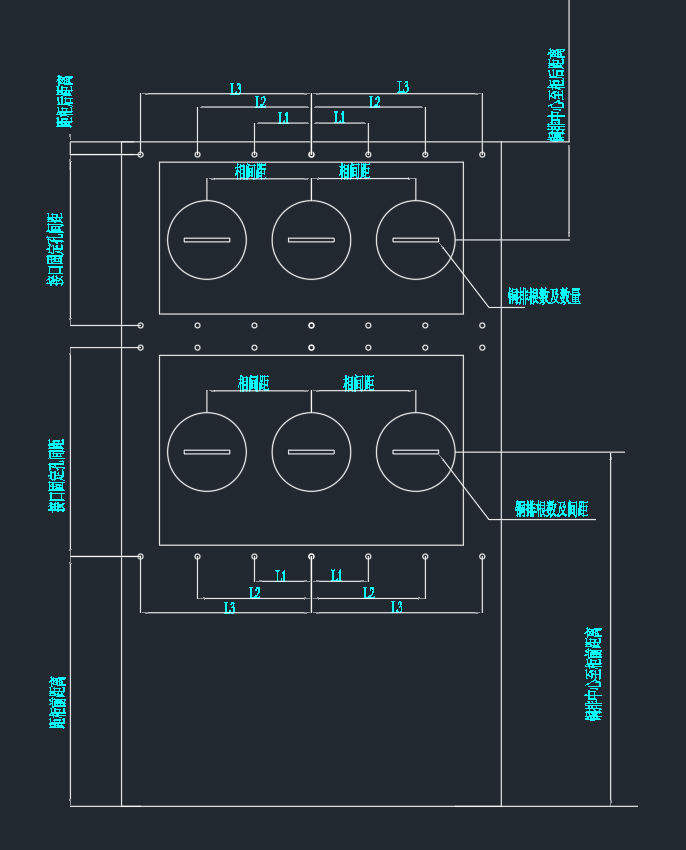 距柜后距离
铜排中心至柜后距离
L3
L3
L2
L2
L1
L1
相间距
相间距
接口固定孔间距
铜排根数及数量
相间距
相间距
接口固定孔间距
铜排根数及间距
L1
L1
L2
L2
L3
L3
距柜前距离
铜排中心至柜前距离